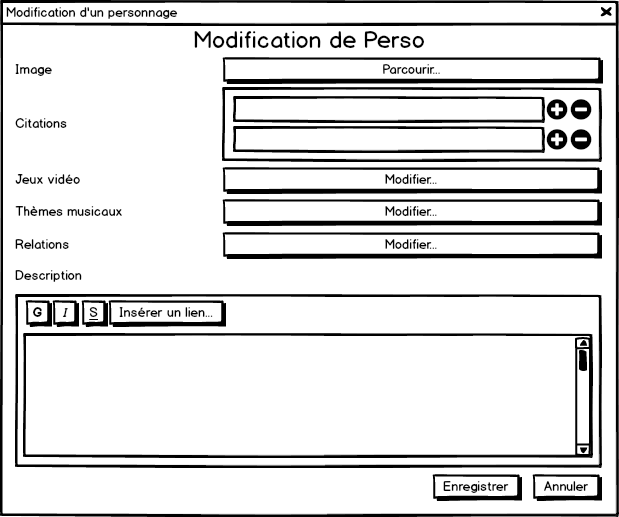 Modification d'un personnage
Modification de Perso
Image
Parcourir...
Citations
Jeux vidéo
Modifier...
Thèmes musicaux
Modifier...
Relations
Modifier...
Description
G I S Insérer un lien...
Enregistrer Annuler